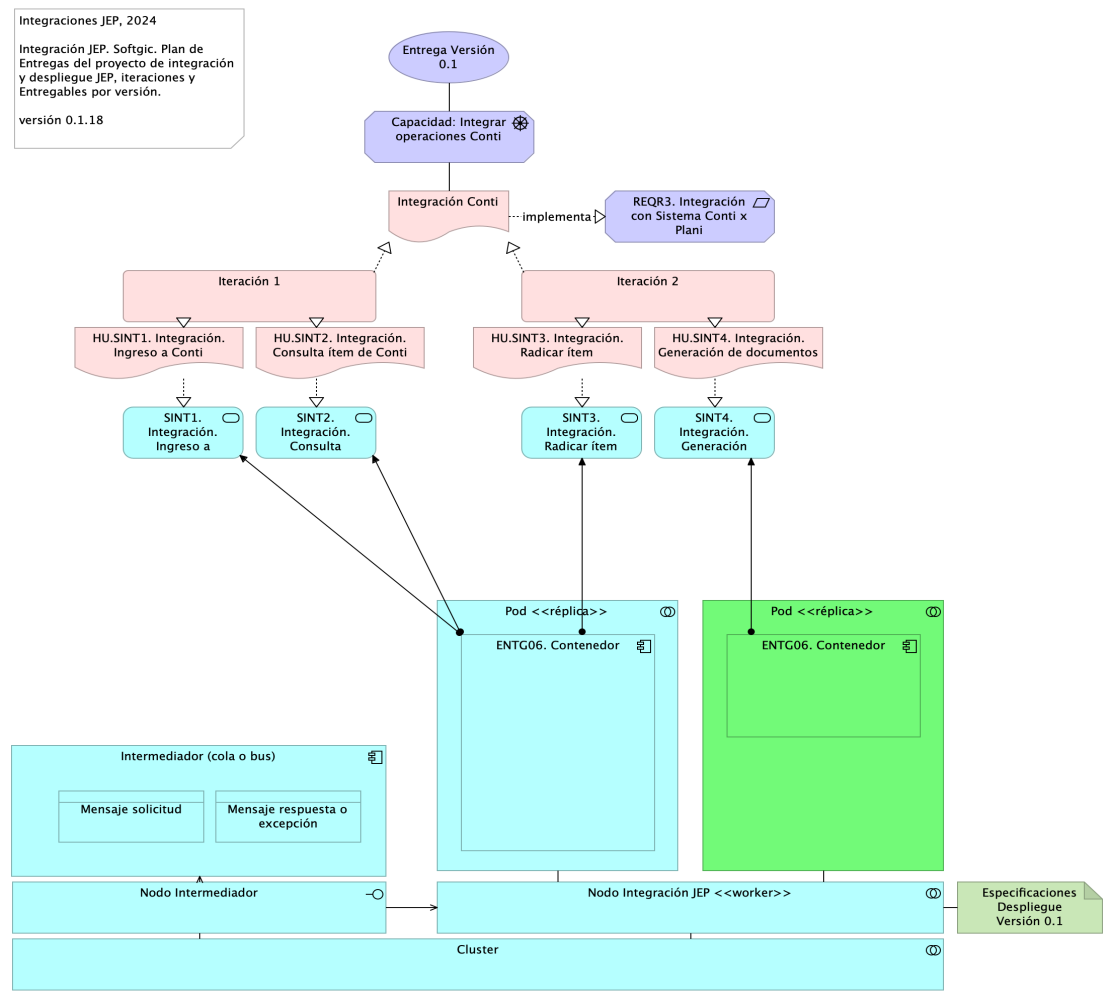 Integraciones JEP, 2024
Integración JEP. Softgic. Plan de
Entregas del proyecto de integración
y despliegue JEP, iteraciones y
Entregables por versión.
versión 0.1.18
Entrega Versión
0.1
Capacidad: Integrar
operaciones Conti
Integración Conti
implementa
REQR3. Integración
con Sistema Conti x
Plani
Iteración 1
Iteración 2
HU.SINT1. Integración.
Ingreso a Conti
HU.SINT2. Integración.
Consulta ítem de Conti
HU.SINT3. Integración.
Radicar ítem
HU.SINT4. Integración.
Generación de documentos
SINT1.
Integración.
Ingreso a
SINT2.
Integración.
Consulta
SINT3.
Integración.
Radicar ítem
SINT4.
Integración.
Generación
Pod <<réplica>>
ENTG06. Contenedor
Pod <<réplica>>
ENTG06. Contenedor
Intermediador (cola o bus)
Mensaje solicitud
Mensaje respuesta o
excepción
Nodo Intermediador
Nodo Integración JEP <<worker>>
Especificaciones
Despliegue
Versión 0.1
Cluster